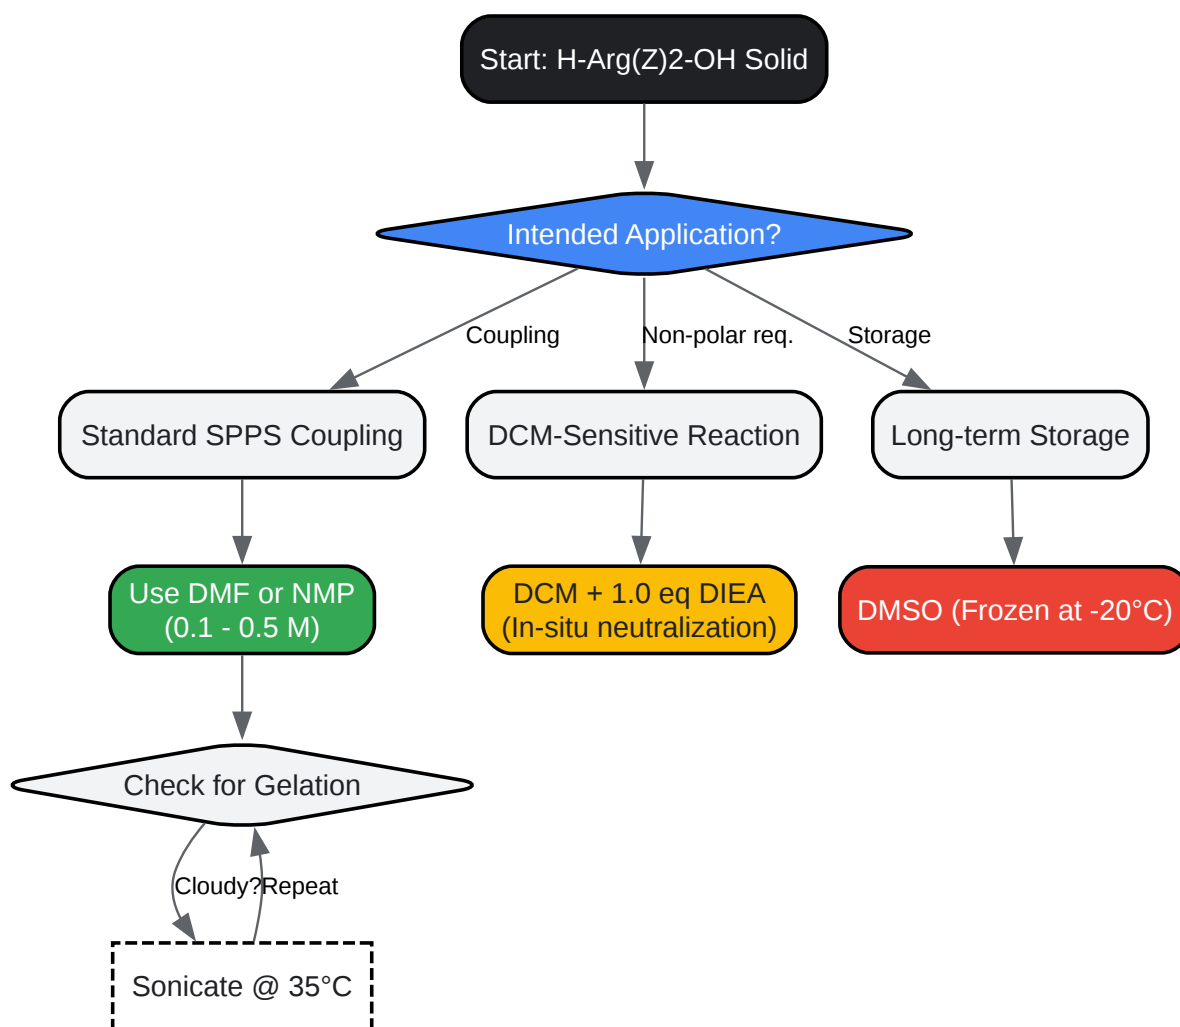 Start: H-Arg(Z)2-OH Solid
Intended Application?
Coupling
Non-polar req.
Storage
Standard SPPS Coupling
DCM-Sensitive Reaction
Long-term Storage
Use DMF or NMP
(0.1 - 0.5 M)
DCM + 1.0 eq DIEA
(In-situ neutralization)
DMSO (Frozen at -20°C)
Check for Gelation
Cloudy?
Repeat
Sonicate @ 35°C